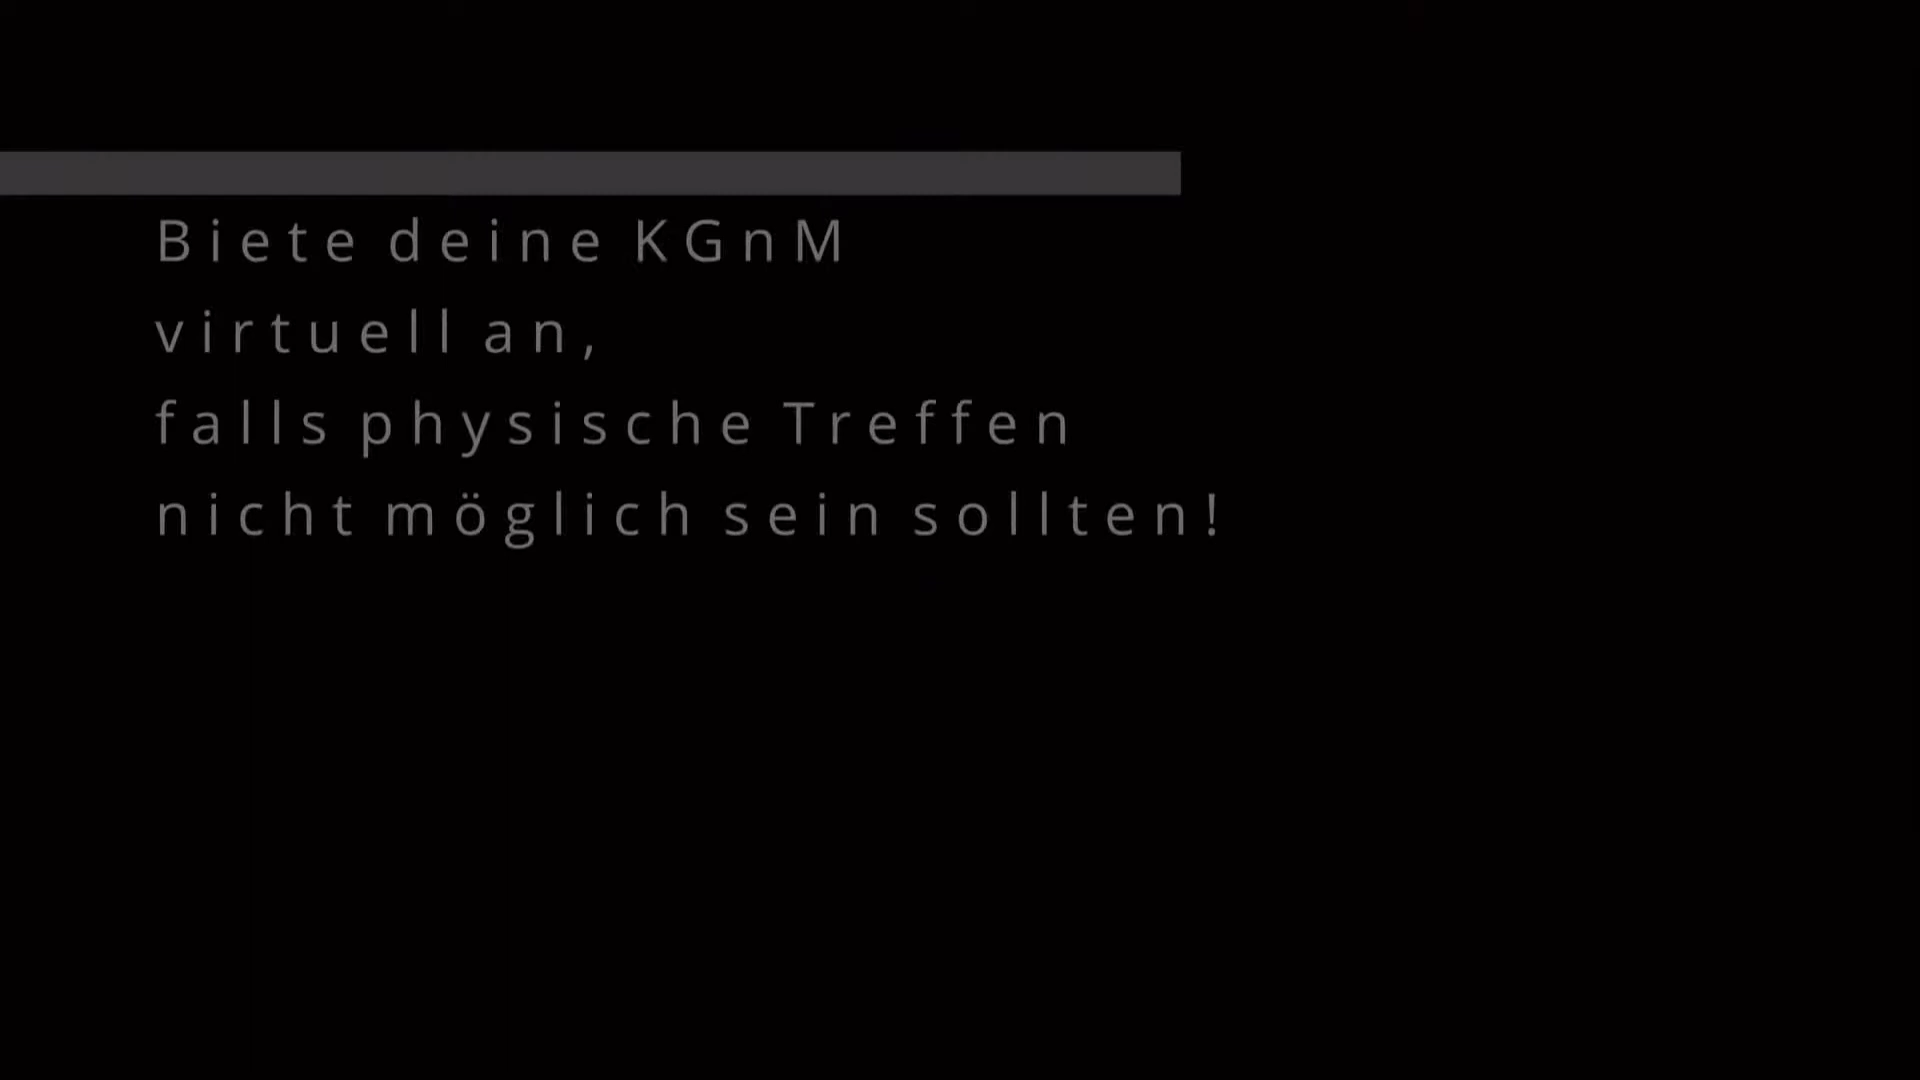 Biete deine KGnM
virtuell an,
falls physische Treffen
nicht möglich sein sollten!